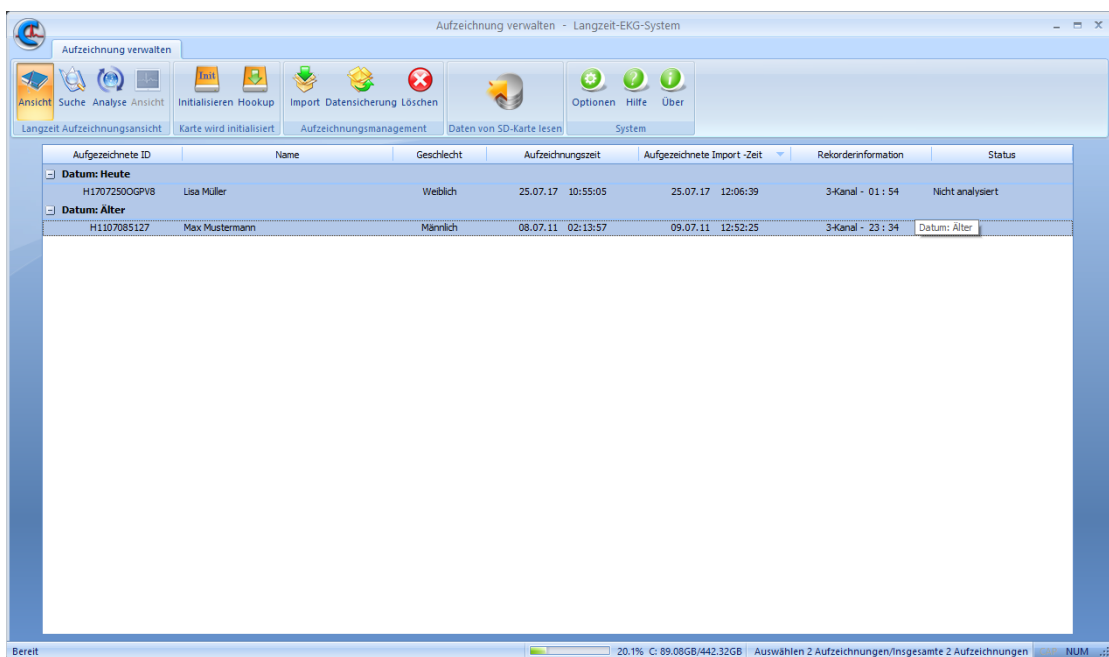 Aufzeichnung verwalten - Langzeit-EKG-System
Aufzeichnung verwalten
Init
Ansicht Suche Analyse Ansicht Initialisieren Hookup Import Datensicherung Löschen Optionen Hilfe Über
Langzeit Aufzeichnungsansicht Karte wird initialisiert Aufzeichnungsmanagement Daten von SD-Karte lesen System
Aufgezeichnete ID Name Geschlecht Aufzeichnungszeit Aufgezeichnete Import -Zeit Rekorderinformation Status
Datum: Heute
H1707250OGPV8 Lisa Müller Weiblich 25.07.17 10:55:05 25.07.17 12:06:39 3-Kanal - 01 : 54 Nicht analysiert
Datum: Älter
H1107085127 Max Mustermann Männlich 08.07.11 02:13:57 09.07.11 12:52:25 3-Kanal - 23 : 34 Datum: Älter
Bereit 20.1% C: 89.08GB/442.32GB Auswählen 2 Aufzeichnungen/Insgesamte 2 Aufzeichnungen NUM